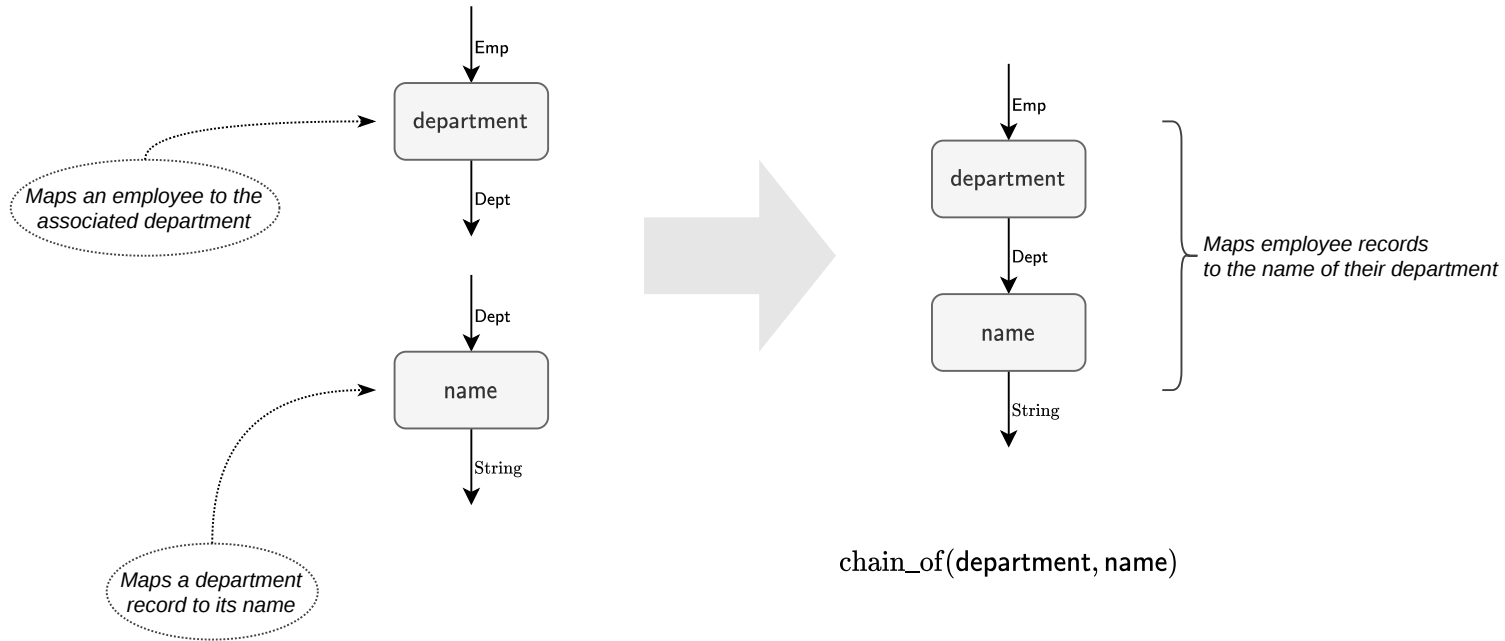 Emp
department
Maps an employee to the
associated department
Dept
Dept
name
String
Maps a department
record to its name
Emp
department
Dept
name
String
Maps employee records
to the name of their department
chain_of(department, name)